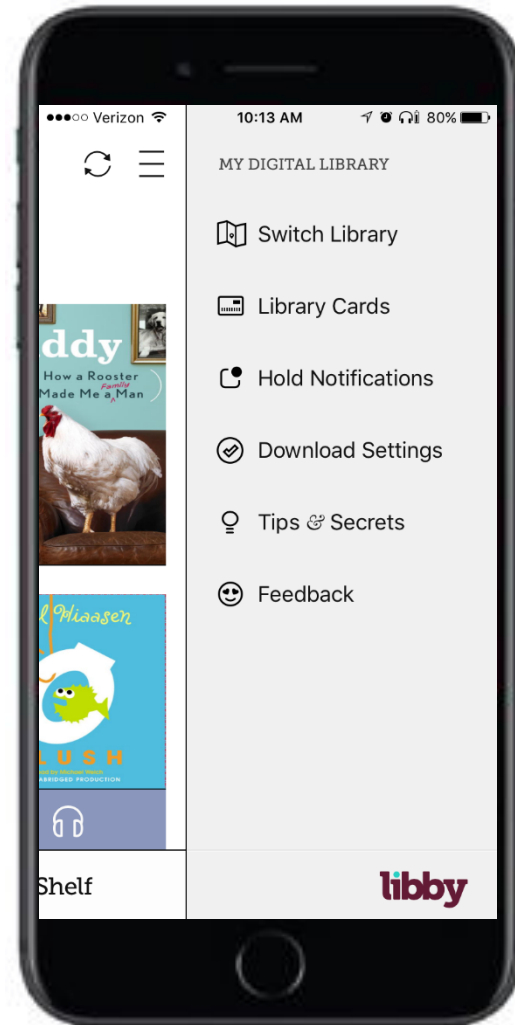 Verizon 10:13 AM 80%
MY DIGITAL LIBRARY
Switch Library
Library Cards
Hold Notifications
Download Settings
Tips & Secrets
Feedback
ddy
How a Rooster
Family
Made Me a Man
l Hiaasen
LUSH
ABRIDGED PRODUCTION
Shelf
libby